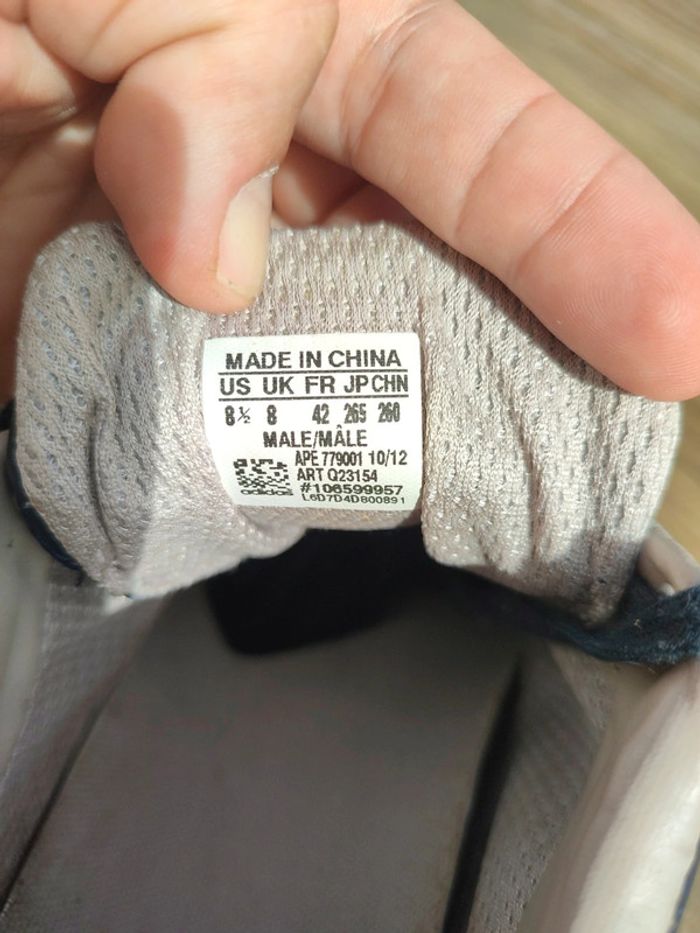 MADE IN CHINA
US UK FR JP CHN
8½ 8 42 265 260
MALE/MÂLE
APE 779001 10/12
ART Q23154
#106599957
adidas L6D7D4D800891